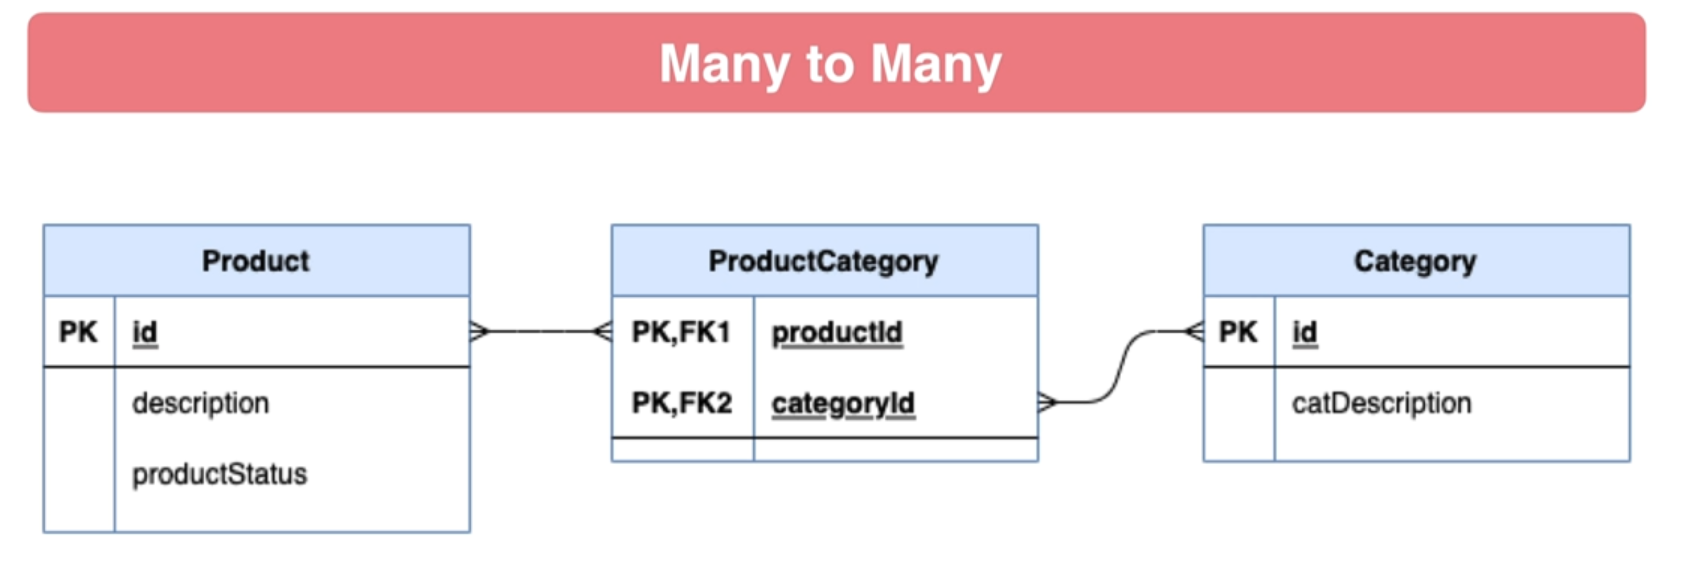 Many to Many
Product
PK id
description
productStatus
ProductCategory
PK,FK1 productId
PK,FK2 categoryId
Category
PK id
catDescription